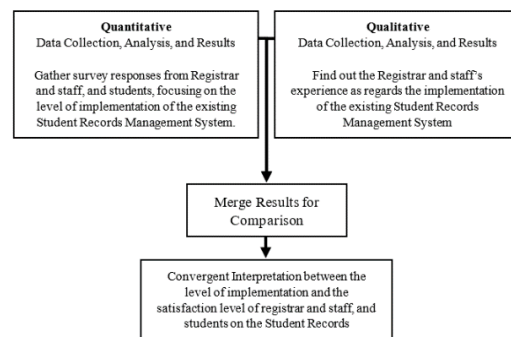 Quantitative
Data Collection, Analysis, and Results
Gather survey responses from Registrar
and staff, and students, focusing on the
level of implementation of the existing
Student Records Management System.
Qualitative
Data Collection, Analysis, and Results
Find out the Registrar and staff's
experience as regards the implementation
of the existing Student Records
Management System
Merge Results for
Comparison
Convergent Interpretation between the
level of implementation and the
satisfaction level of registrar and staff, and
students on the Student Records